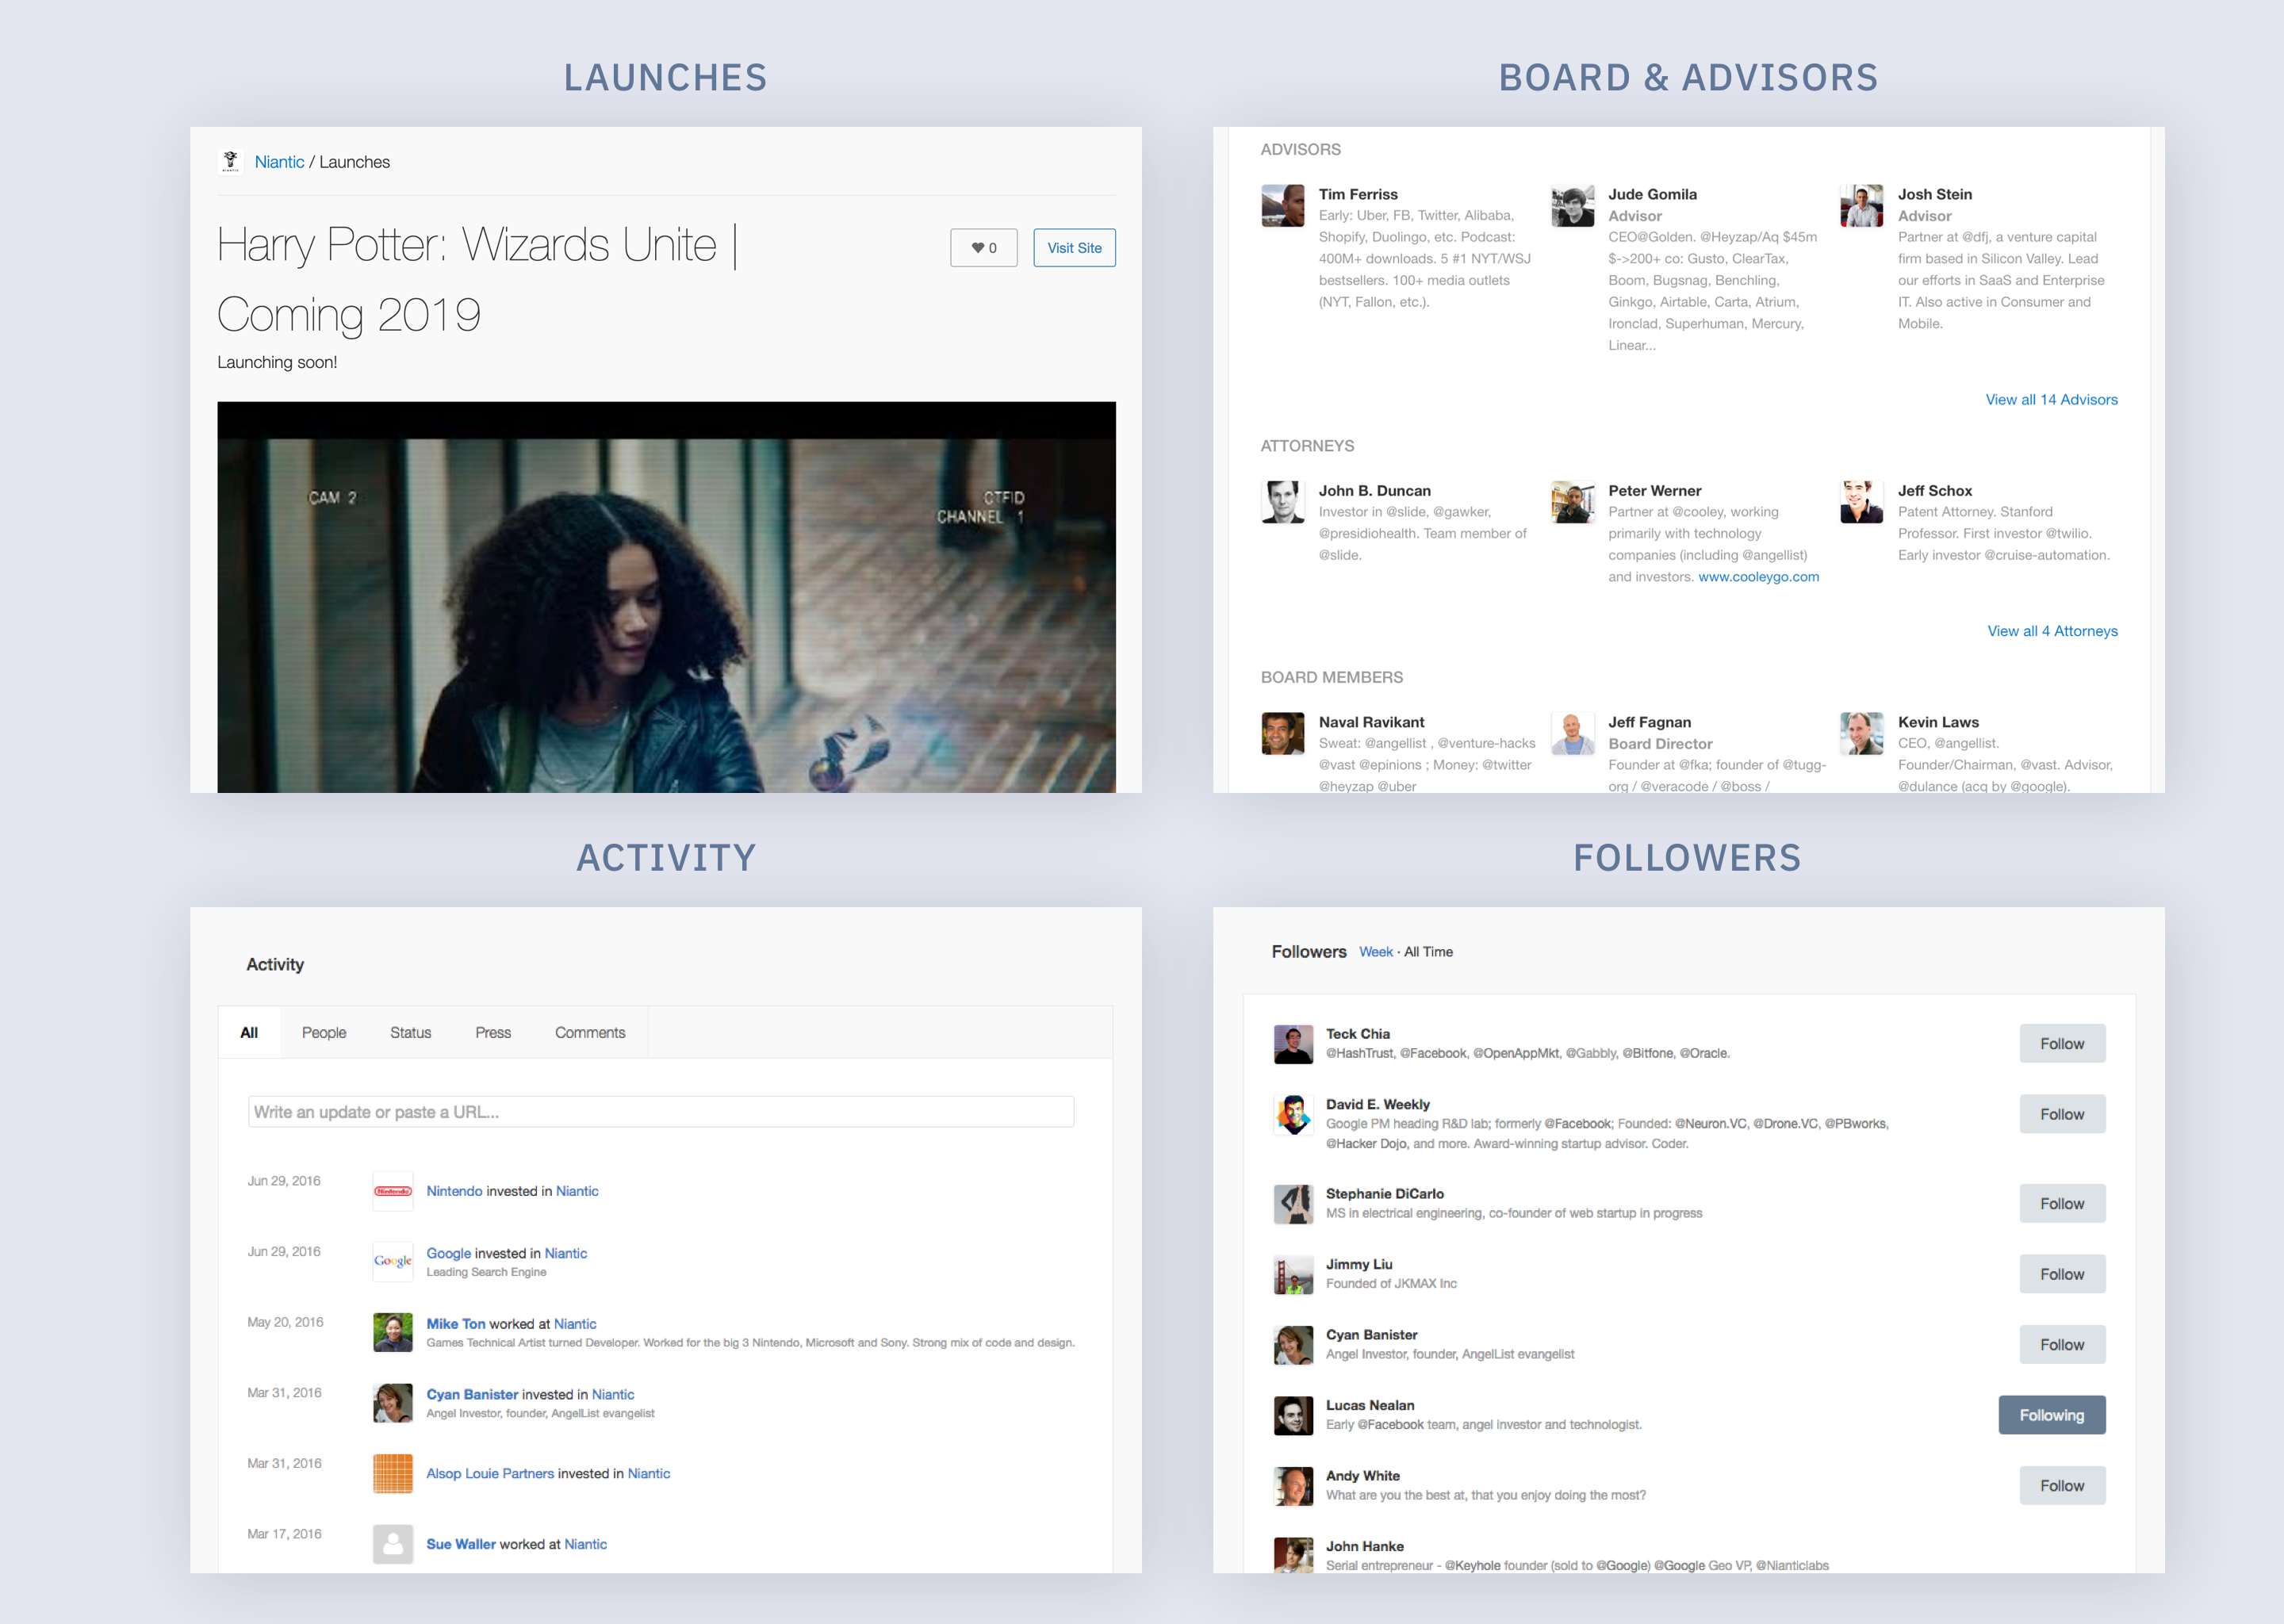 LAUNCHES
Niantic / Launches
Harry Potter: Wizards Unite |
Coming 2019
♥ 0
Visit Site
Launching soon!
CAM 2
CTFID
CHANNEL 1
BOARD & ADVISORS
ADVISORS
Tim Ferriss
Early: Uber, FB, Twitter, Alibaba,
Shopify, Duolingo, etc. Podcast:
400M+ downloads. 5 #1 NYT/WSJ
bestsellers. 100+ media outlets
(NYT, Fallon, etc.).
Jude Gomila
Advisor
CEO@Golden. @Heyzap/Aq $45m
$->200+ co: Gusto, ClearTax,
Boom, Bugsnag, Benchling,
Ginkgo, Airtable, Carta, Atrium,
Ironclad, Superhuman, Mercury,
Linear...
Josh Stein
Advisor
Partner at @dfj, a venture capital
firm based in Silicon Valley. Lead
our efforts in SaaS and Enterprise
IT. Also active in Consumer and
Mobile.
View all 14 Advisors
ATTORNEYS
John B. Duncan
Investor in @slide, @gawker,
@presidiohealth. Team member of
@slide.
Peter Werner
Partner at @cooley, working
primarily with technology
companies (including @angellist)
and investors. www.cooleygo.com
Jeff Schox
Patent Attorney. Stanford
Professor. First investor @twilio.
Early investor @cruise-automation.
View all 4 Attorneys
BOARD MEMBERS
Naval Ravikant
Sweat: @angellist , @venture-hacks
@vast @epinions ; Money: @twitter
@heyzap @uber
Jeff Fagnan
Board Director
Founder at @fka; founder of @tugg-
org / @veracode / @boss /
Kevin Laws
CEO, @angellist.
Founder/Chairman, @vast. Advisor,
@dulance (acq by @google).
ACTIVITY
Activity
All People Status Press Comments
Write an update or paste a URL...
Jun 29, 2016
Nintendo
Nintendo invested in Niantic
Jun 29, 2016
Google
Google invested in Niantic
Leading Search Engine
May 20, 2016
Mike Ton worked at Niantic
Games Technical Artist turned Developer. Worked for the big 3 Nintendo, Microsoft and Sony. Strong mix of code and design.
Mar 31, 2016
Cyan Banister invested in Niantic
Angel Investor, founder, AngelList evangelist
Mar 31, 2016
Alsop Louie Partners invested in Niantic
Mar 17, 2016
Sue Waller worked at Niantic
FOLLOWERS
Followers Week · All Time
Teck Chia
@HashTrust, @Facebook, @OpenAppMkt, @Gabbly, @Bitfone, @Oracle.
Follow
David E. Weekly
Google PM heading R&D lab; formerly @Facebook; Founded: @Neuron.VC, @Drone.VC, @PBworks,
@Hacker Dojo, and more. Award-winning startup advisor. Coder.
Follow
Stephanie DiCarlo
MS in electrical engineering, co-founder of web startup in progress
Follow
Jimmy Liu
Founded of JKMAX Inc
Follow
Cyan Banister
Angel Investor, founder, AngelList evangelist
Follow
Lucas Nealan
Early @Facebook team, angel investor and technologist.
Following
Andy White
What are you the best at, that you enjoy doing the most?
Follow
John Hanke
Serial entrepreneur - @Keyhole founder (sold to @Google) @Google Geo VP, @Nianticlabs